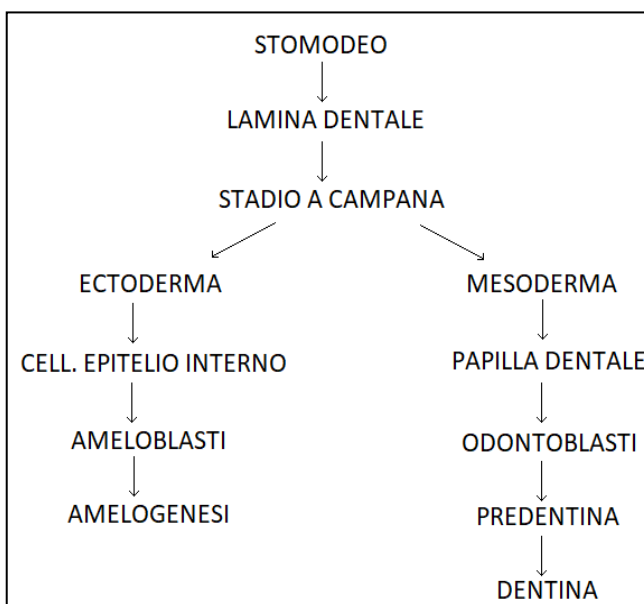 STOMODEO
LAMINA DENTALE
STADIO A CAMPANA
ECTODERMA
MESODERMA
CELL. EPITELIO INTERNO
PAPILLA DENTALE
AMELOBLASTI
ODONTOBLASTI
AMELOGENESI
PREDENTINA
DENTINA